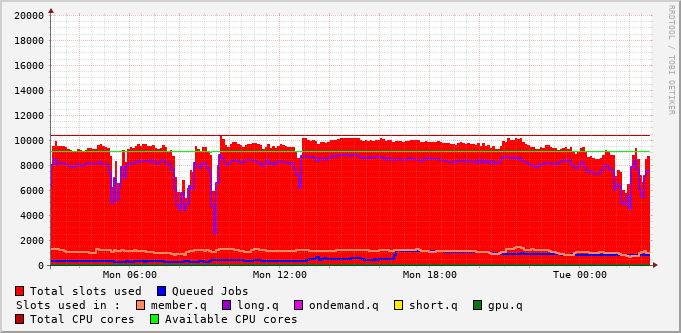 20000
18000
16000
14000
12000
10000
8000
6000
4000
2000
0
Mon 06:00 Mon 12:00 Mon 18:00 Tue 00:00
Total slots used Queued Jobs
Slots used in : member.q long.q ondemand.q short.q gpu.q
Total CPU cores Available CPU cores
RRDTOOL / TOBI OETIKER